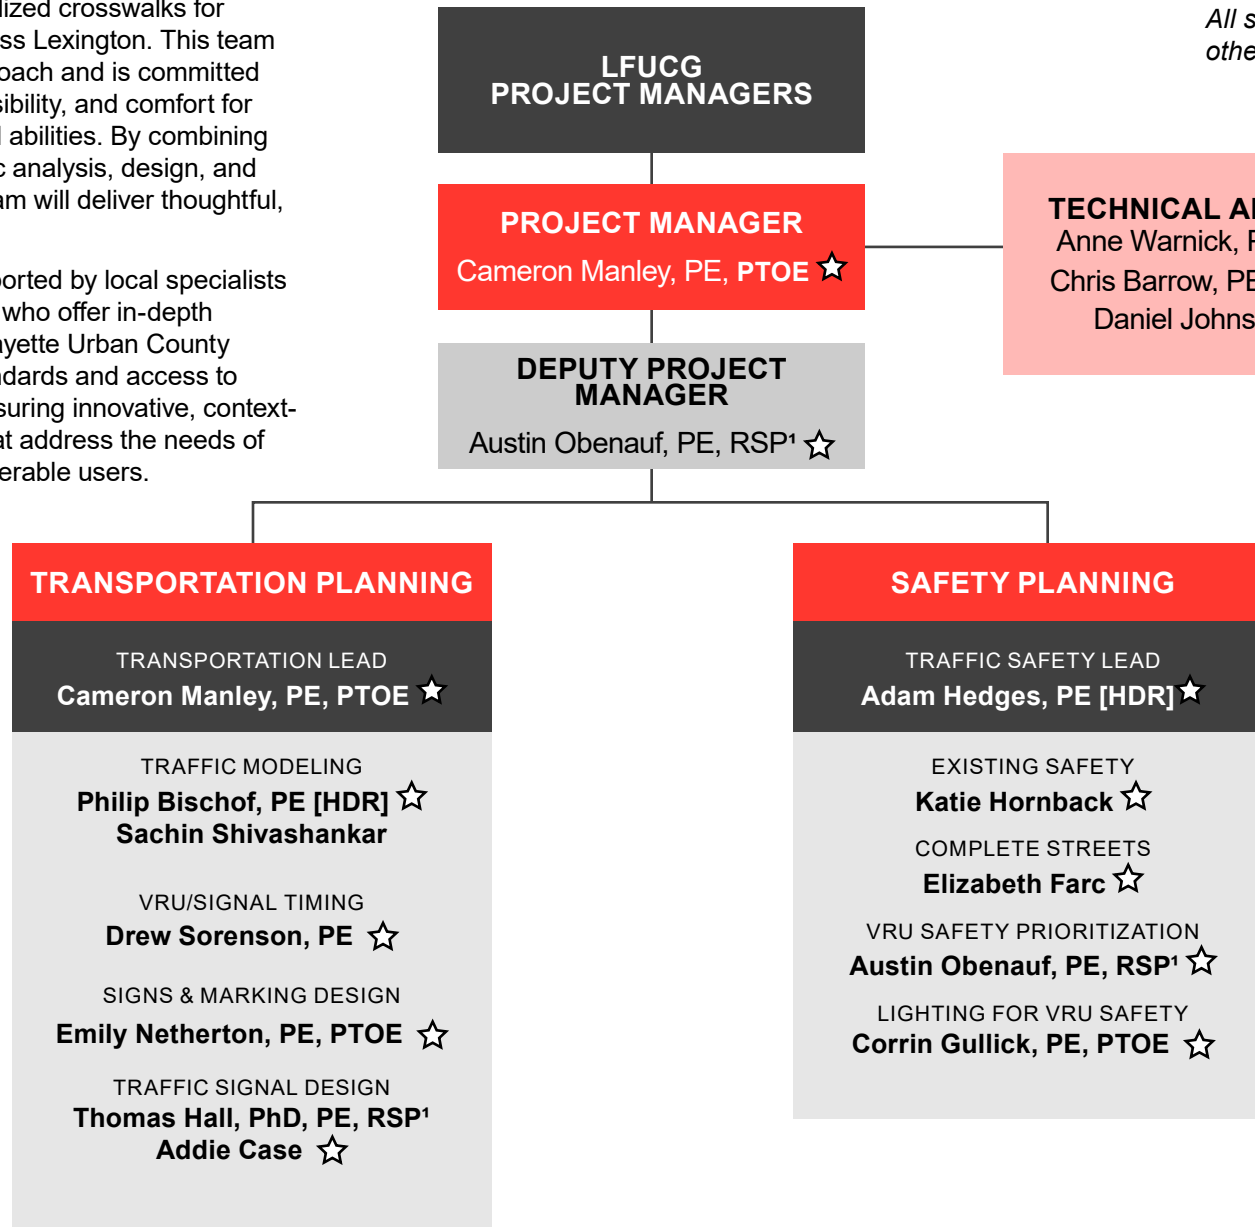 lized crosswalks for
ss Lexington. This team
oach and is committed
sibility, and comfort for
l abilities. By combining
c analysis, design, and
am will deliver thoughtful,
ported by local specialists
who offer in-depth
ayette Urban County
ndards and access to
suring innovative, context-
at address the needs of
erable users.
All s
othe
LFUCG
PROJECT MANAGERS
PROJECT MANAGER
Cameron Manley, PE, PTOE
TECHNICAL A
Anne Warnick, P
Chris Barrow, PE
Daniel Johns
DEPUTY PROJECT
MANAGER
Austin Obenauf, PE, RSP¹
TRANSPORTATION PLANNING
TRANSPORTATION LEAD
Cameron Manley, PE, PTOE
TRAFFIC MODELING
Philip Bischof, PE [HDR]
Sachin Shivashankar
VRU/SIGNAL TIMING
Drew Sorenson, PE
SIGNS & MARKING DESIGN
Emily Netherton, PE, PTOE
TRAFFIC SIGNAL DESIGN
Thomas Hall, PhD, PE, RSP¹
Addie Case
SAFETY PLANNING
TRAFFIC SAFETY LEAD
Adam Hedges, PE [HDR]
EXISTING SAFETY
Katie Hornback
COMPLETE STREETS
Elizabeth Farc
VRU SAFETY PRIORITIZATION
Austin Obenauf, PE, RSP¹
LIGHTING FOR VRU SAFETY
Corrin Gullick, PE, PTOE